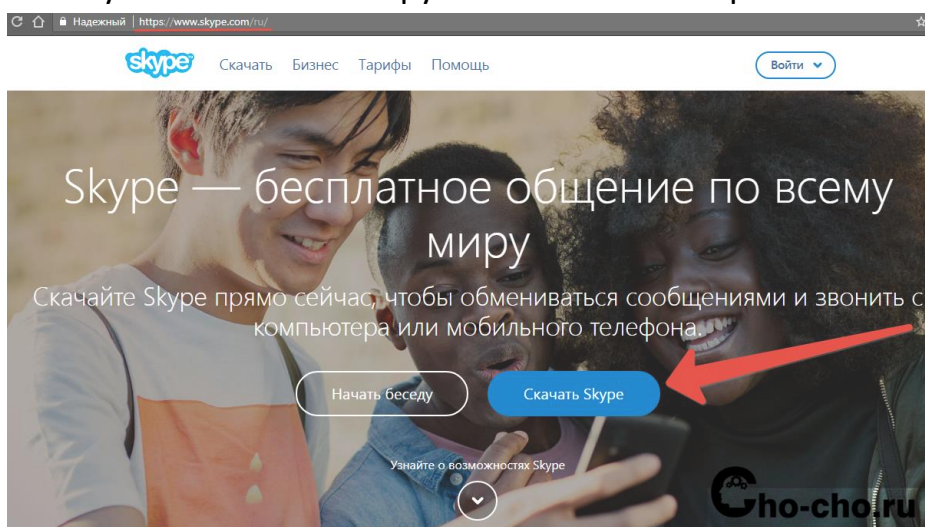 Надежный | https://www.skype.com/ru/
skype Скачать Бизнес Тарифы Помощь Войти
Skype — бесплатное общение по всему
миру
Скачайте Skype прямо сейчас, чтобы обмениваться сообщениями и звонить с
компьютера или мобильного телефона.
Начать беседу Скачать Skype
Узнайте о возможностях Skype
Cho-cho.ru